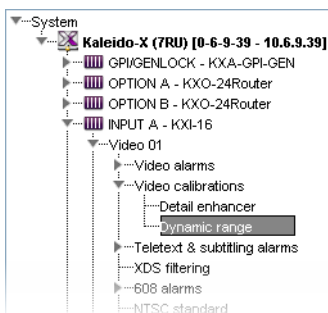 System
Kaleido-X (7RU) [0-6-9-39 - 10.6.9.39]
GPI/GENLOCK - KXA-GPI-GEN
OPTION A - KXO-24Router
OPTION B - KXO-24Router
INPUT A - KXI-16
Video 01
Video alarms
Video calibrations
Detail enhancer
Dynamic range
Teletext & subtitling alarms
XDS filtering
608 alarms
NTSC standard